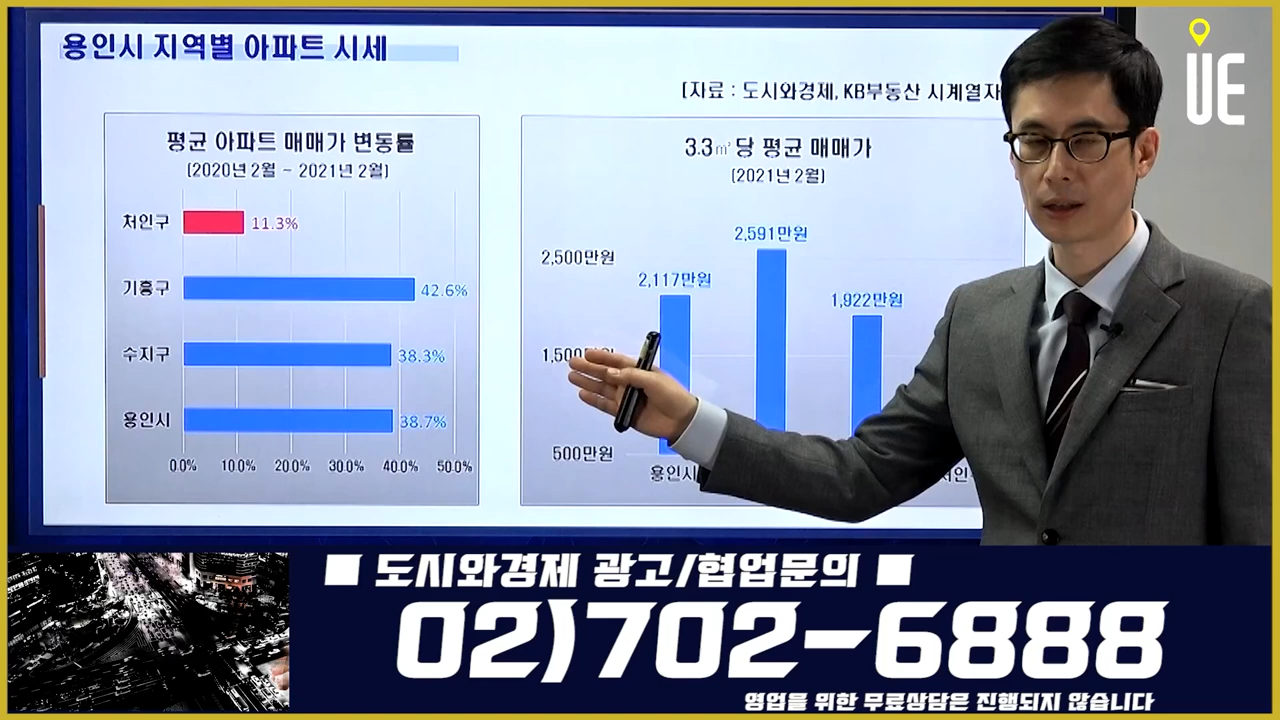 용인시 지역별 아파트 시세
UE
[자료 : 도시와경제, KB부동산 시계열자
평균 아파트 매매가 변동률
(2020년 2월 ~ 2021년 2월)
처인구 11.3%
기흥구 42.6%
수지구 38.3%
용인시 38.7%
0.0% 10.0% 20.0% 30.0% 40.0% 50.0%
3.3㎡ 당 평균 매매가
(2021년 2월)
2,591만원
2,500만원
2,117만원
1,922만원
500만원
용인시
■ 도시와경제 광고/협업문의 ■
02)702-6888
영업을 위한 무료상담은 진행되지 않습니다